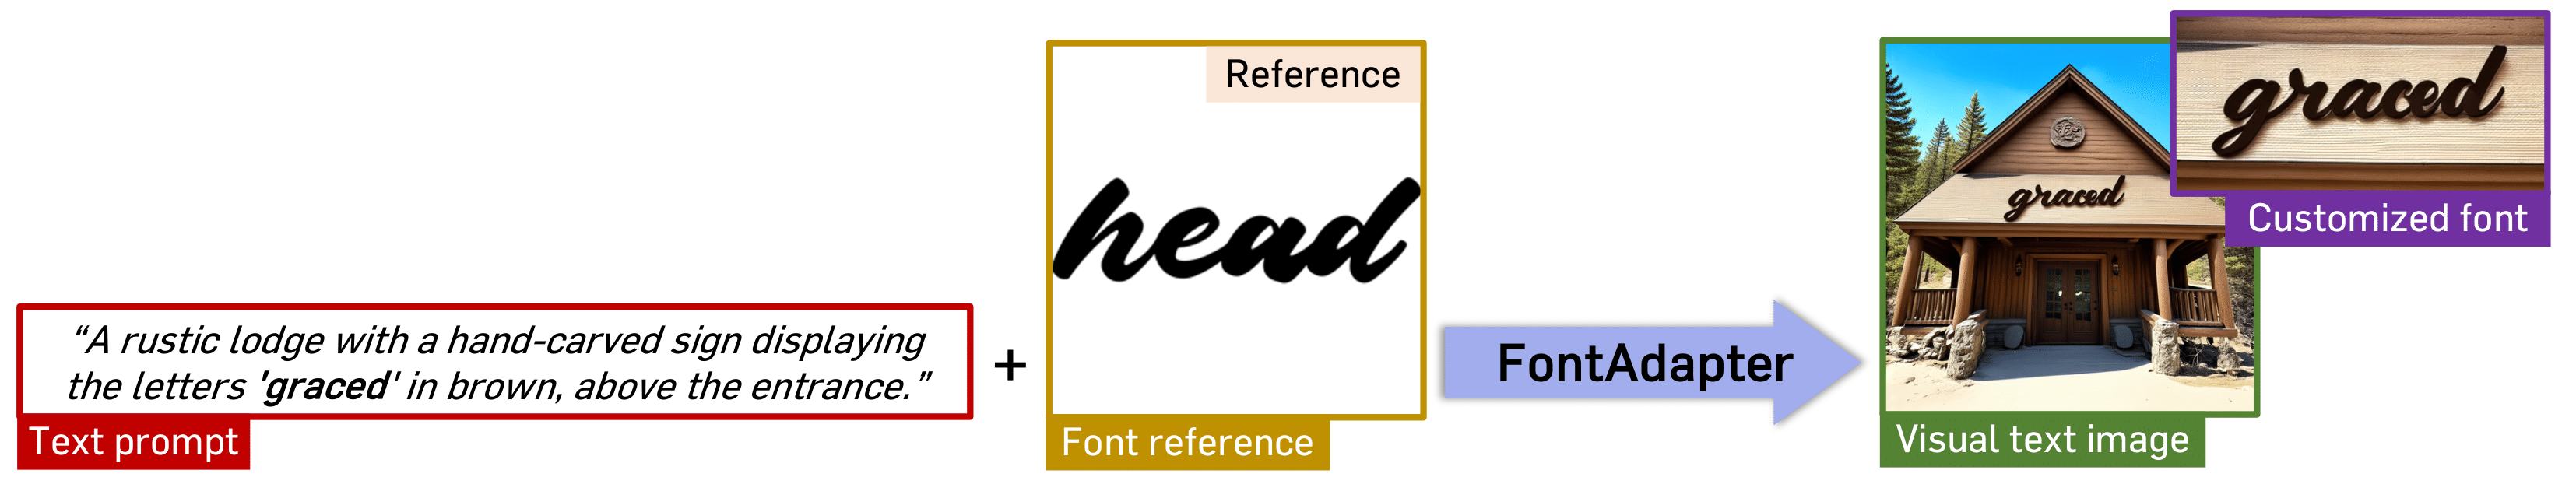 “A rustic lodge with a hand-carved sign displaying
the letters 'graced' in brown, above the entrance.”
Text prompt
+
Reference
head
Font reference
FontAdapter
graced
Visual text image
graced
Customized font